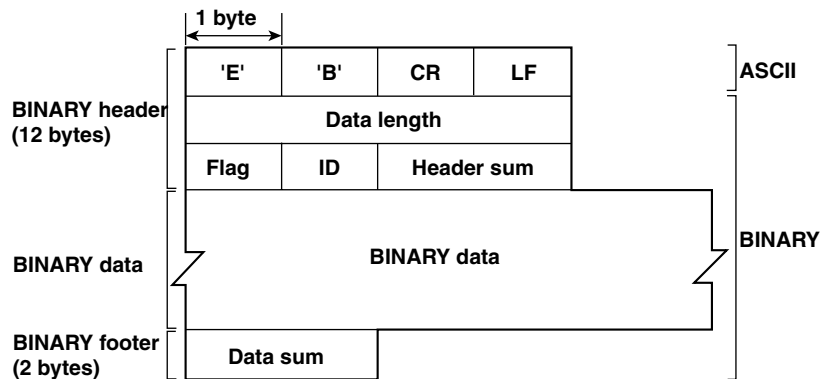 1 byte
'E' 'B' CR LF
ASCII
BINARY header
(12 bytes)
Data length
Flag ID Header sum
BINARY
BINARY data
BINARY data
BINARY footer
(2 bytes)
Data sum